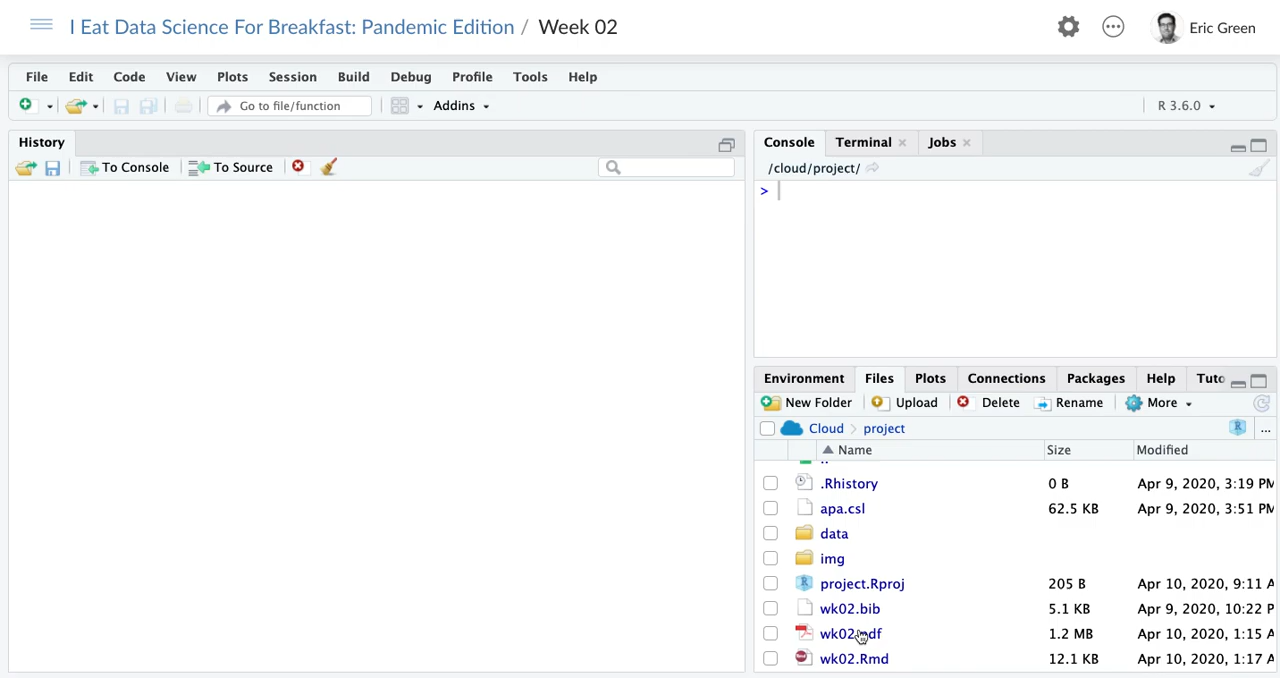 I Eat Data Science For Breakfast: Pandemic Edition / Week 02
Eric Green
File Edit Code View Plots Session Build Debug Profile Tools Help
Go to file/function Addins R 3.6.0
History
To Console To Source
Console Terminal Jobs
/cloud/project/
>
Environment Files Plots Connections Packages Help Tuto
New Folder Upload Delete Rename More
Cloud project ...
Name Size Modified
..
.Rhistory 0 B Apr 9, 2020, 3:19 PM
apa.csl 62.5 KB Apr 9, 2020, 3:51 PM
data
img
project.Rproj 205 B Apr 10, 2020, 9:11 A
wk02.bib 5.1 KB Apr 9, 2020, 10:22 P
wk02.pdf 1.2 MB Apr 10, 2020, 1:15 A
wk02.Rmd 12.1 KB Apr 10, 2020, 1:17 A